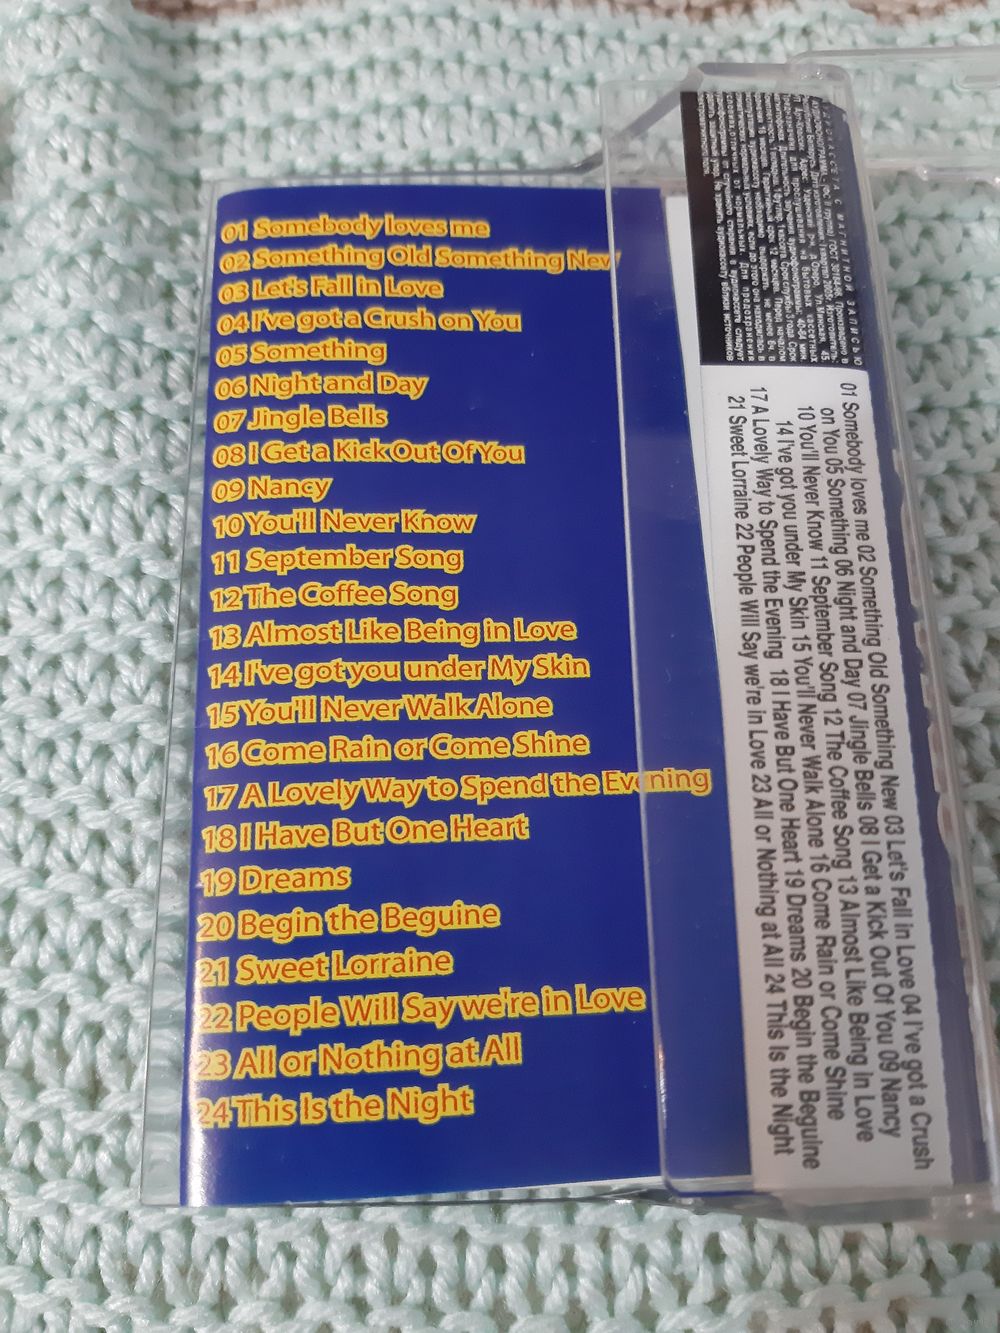 01 Somebody loves me
02 Something Old Something New
03 Let's Fall in Love
04 I've got a Crush on You
05 Something
06 Night and Day
07 Jingle Bells
08 I Get a Kick Out Of You
09 Nancy
10 You'll Never Know
11 September Song
12 The Coffee Song
13 Almost Like Being in Love
14 I've got you under My Skin
15 You'll Never Walk Alone
16 Come Rain or Come Shine
17 A Lovely Way to Spend the Evening
18 I Have But One Heart
19 Dreams
20 Begin the Beguine
21 Sweet Lorraine
22 People Will Say we're in Love
23 All or Nothing at All
24 This Is the Night
АУДИОКАССЕТА С МАГНИТНОЙ ЗАПИСЬЮ
01 Somebody loves me 02 Something Old Something New 03 Let's Fall in Love 04 I've got a Crush
on You 05 Something 06 Night and Day 07 Jingle Bells 08 I Get a Kick Out Of You 09 Nancy
10 You'll Never Know 11 September Song 12 The Coffee Song 13 Almost Like Being in Love
14 I've got you under My Skin 15 You'll Never Walk Alone 16 Come Rain or Come Shine
17 A Lovely Way to Spend the Evening 18 I Have But One Heart 19 Dreams 20 Begin the Beguine
21 Sweet Lorraine 22 People Will Say we're in Love 23 All or Nothing at All 24 This Is the Night